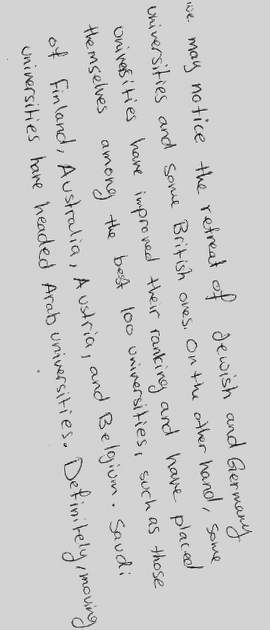 we may notice the retreat of Jewish and Germany
universities and some British ones. On the other hand, some
universities have improved their ranking and have placed
themselves among the best 100 universities, such as those
of Finland, Australia, Austria, and Belgium. Saudi
universities have headed Arab universities. Definitely, moving